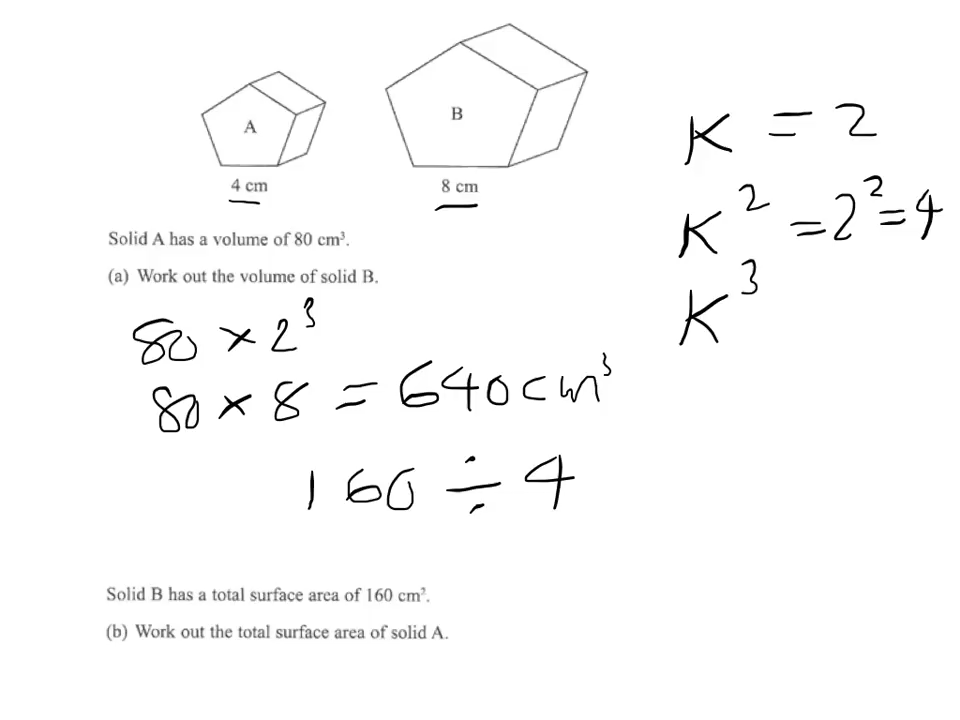 A
B
4 cm
8 cm
K = 2
K² = 2² = 4
K³
Solid A has a volume of 80 cm³.
(a) Work out the volume of solid B.
80 × 2³
80 × 8 = 640 cm³
160 ÷ 4
Solid B has a total surface area of 160 cm².
(b) Work out the total surface area of solid A.